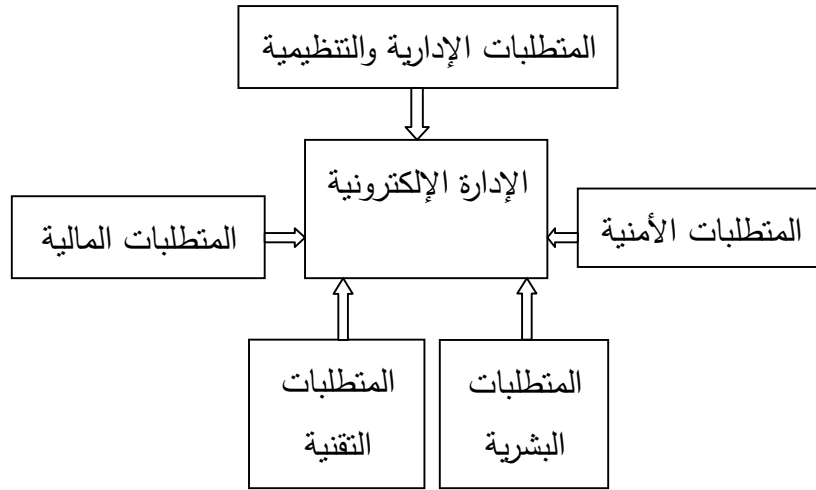 المتطلبات الإدارية والتنظيمية
الإدارة الإلكترونية
المتطلبات الأمنية
المتطلبات المالية
المتطلبات
البشرية
المتطلبات
التقنية